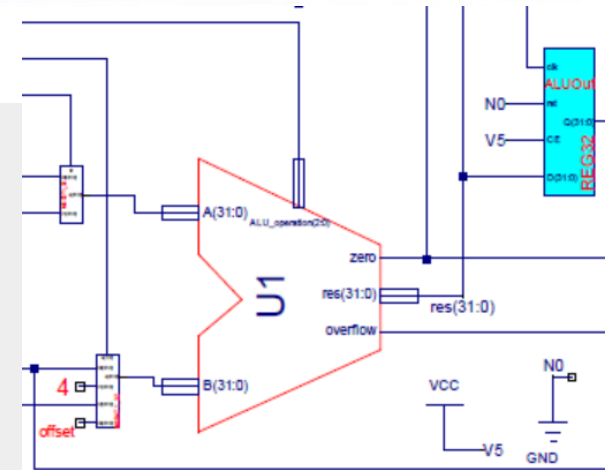 clk
ALUOut
N0
rst
Q(31:0)
V5
CE
REG32
D(31:0)
A(31:0)
ALU_operation(2:0)
zero
U1
res(31:0)
res(31:0)
overflow
B(31:0)
4
offset
VCC
N0
V5
GND